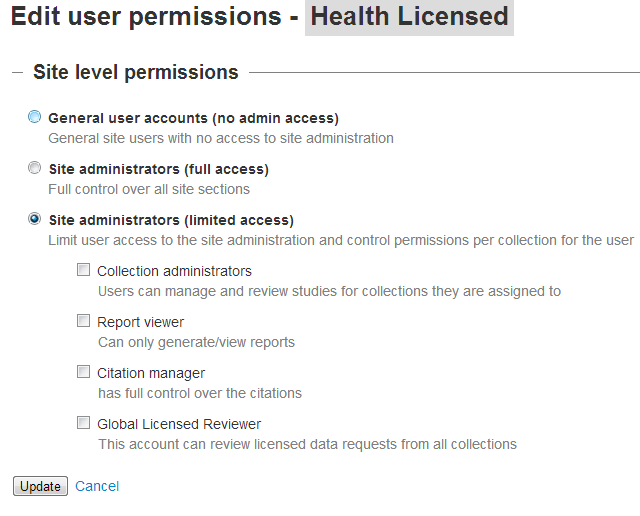 Edit user permissions - Health Licensed
Site level permissions
General user accounts (no admin access)
General site users with no access to site administration
Site administrators (full access)
Full control over all site sections
Site administrators (limited access)
Limit user access to the site administration and control permissions per collection for the user
Collection administrators
Users can manage and review studies for collections they are assigned to
Report viewer
Can only generate/view reports
Citation manager
has full control over the citations
Global Licensed Reviewer
This account can review licensed data requests from all collections
Update Cancel